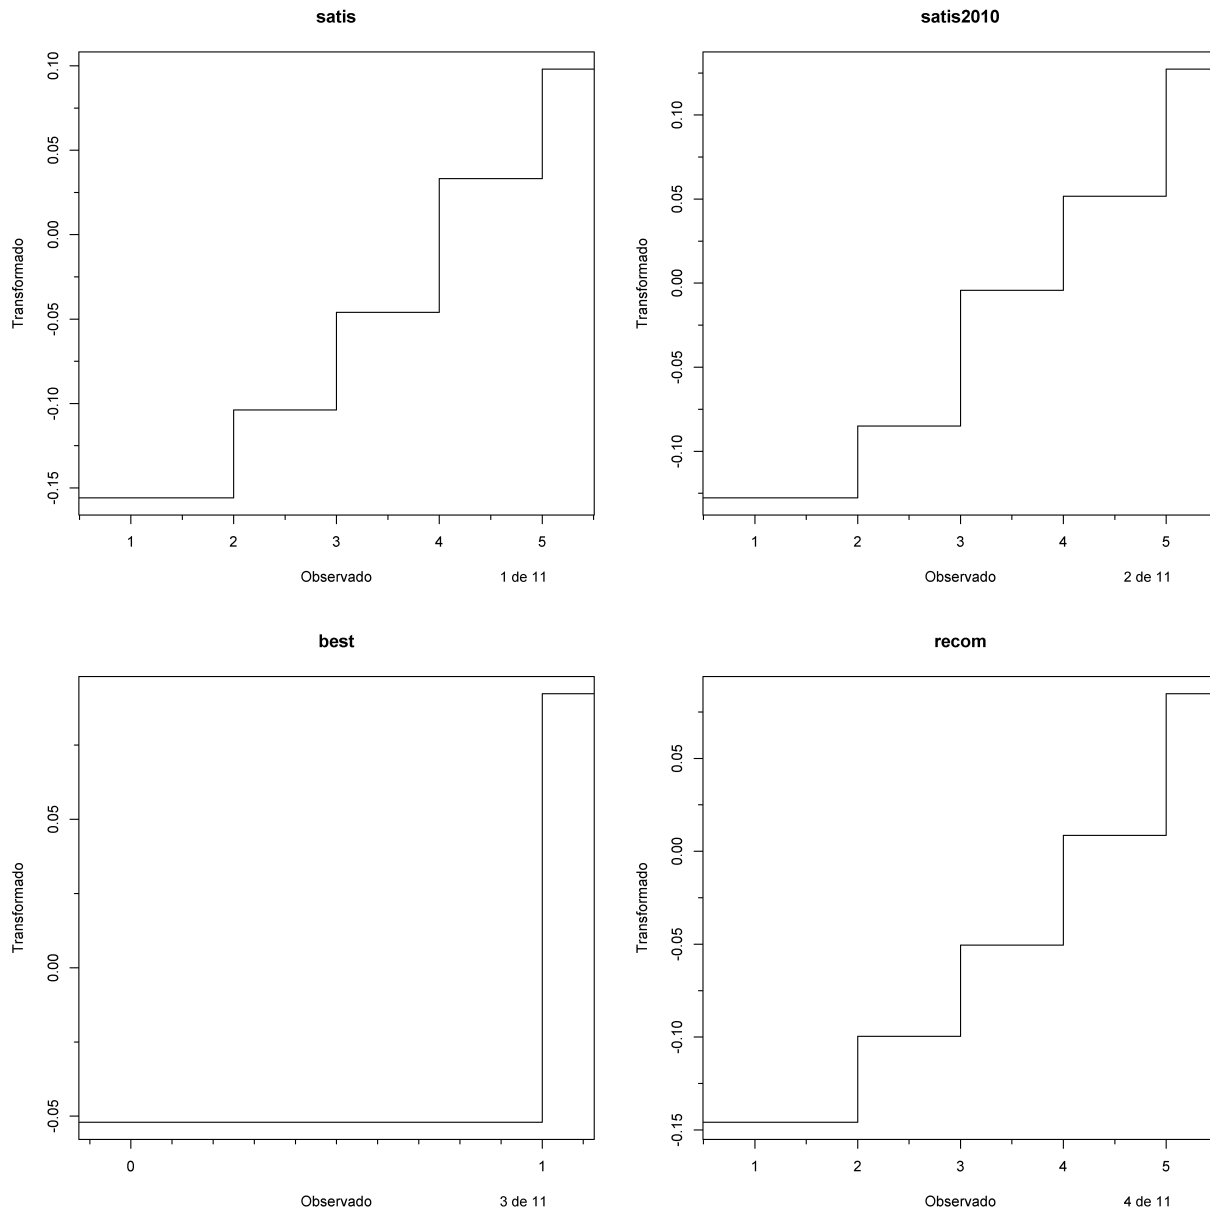 satis
0.10
0.05
0.00
-0.05
-0.10
-0.15
Transformado
1 2 3 4 5
Observado 1 de 11
satis2010
0.10
0.05
0.00
-0.05
-0.10
Transformado
1 2 3 4 5
Observado 2 de 11
best
0.05
0.00
-0.05
Transformado
0 1
Observado 3 de 11
recom
0.05
0.00
-0.05
-0.10
-0.15
Transformado
1 2 3 4 5
Observado 4 de 11